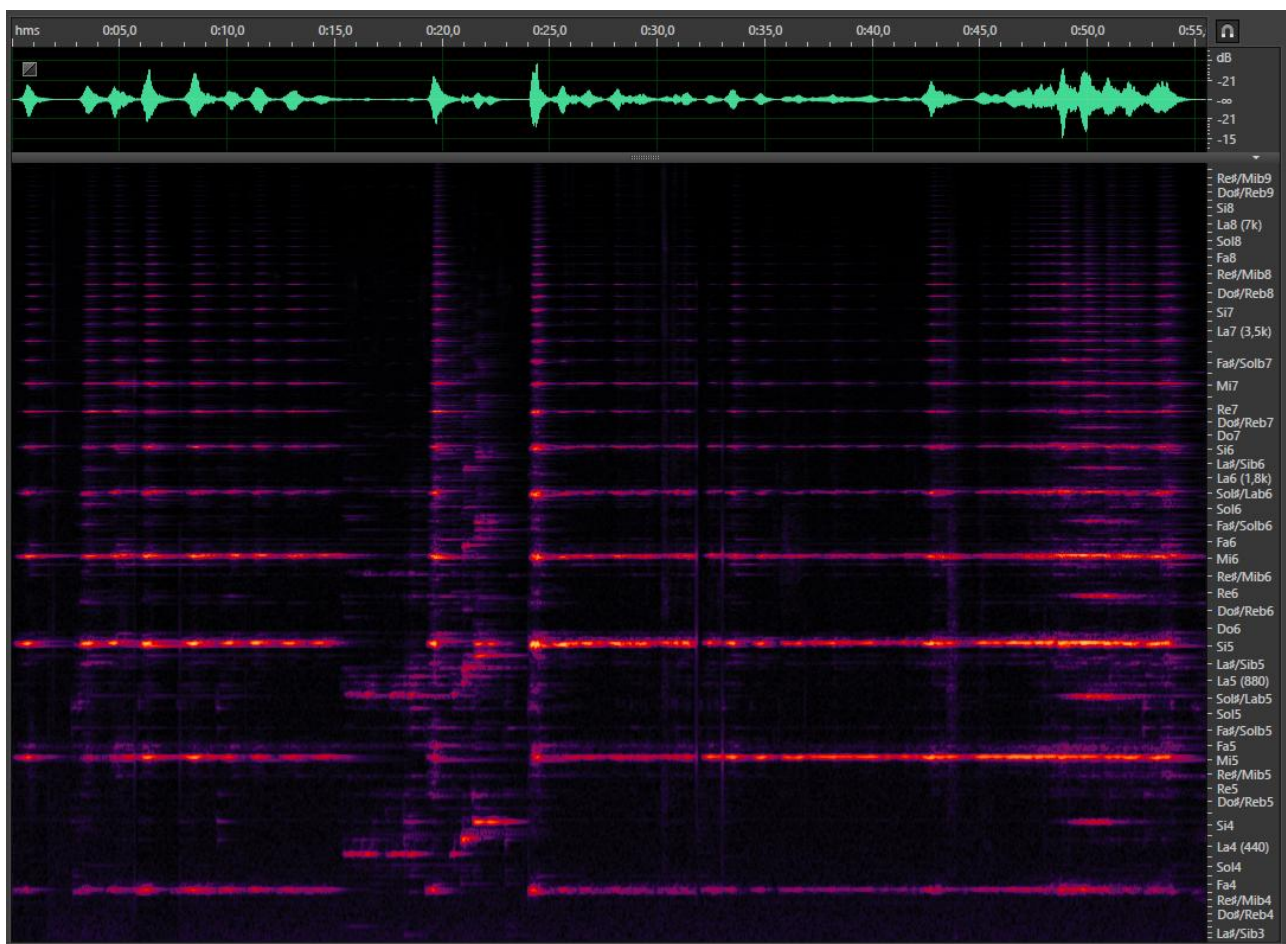 hms 0:05,0 0:10,0 0:15,0 0:20,0 0:25,0 0:30,0 0:35,0 0:40,0 0:45,0 0:50,0 0:55,
dB
-21
-∞
-21
-15
Re♯/Mib9
Do♯/Reb9
Si8
La8 (7k)
Sol8
Fa8
Re♯/Mib8
Do♯/Reb8
Si7
La7 (3,5k)
Fa♯/Solb7
Mi7
Re7
Do♯/Reb7
Do7
Si6
La♯/Sib6
La6 (1,8k)
Sol♯/Lab6
Sol6
Fa♯/Solb6
Fa6
Mi6
Re♯/Mib6
Re6
Do♯/Reb6
Do6
Si5
La♯/Sib5
La5 (880)
Sol♯/Lab5
Sol5
Fa♯/Solb5
Fa5
Mi5
Re♯/Mib5
Re5
Do♯/Reb5
Si4
La4 (440)
Sol4
Fa4
Re♯/Mib4
Do♯/Reb4
La♯/Sib3